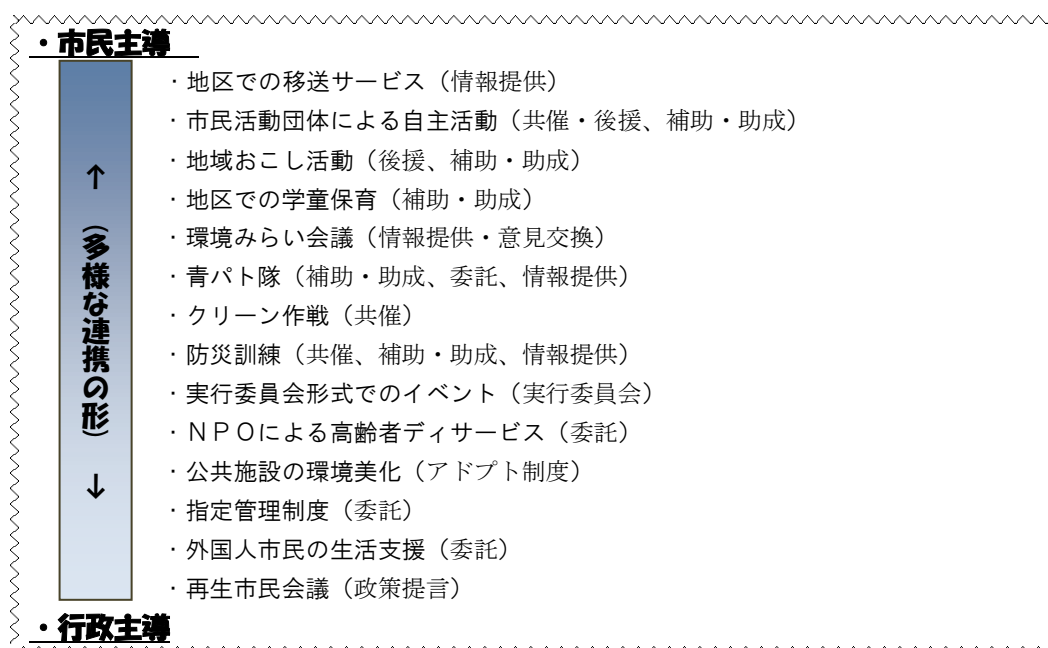 ・市民主導
↑（多様な連携の形）↓
・地区での移送サービス（情報提供）
・市民活動団体による自主活動（共催・後援、補助・助成）
・地域おこし活動（後援、補助・助成）
・地区での学童保育（補助・助成）
・環境みらい会議（情報提供・意見交換）
・青パト隊（補助・助成、委託、情報提供）
・クリーン作戦（共催）
・防災訓練（共催、補助・助成、情報提供）
・実行委員会形式でのイベント（実行委員会）
・ＮＰＯによる高齢者ディサービス（委託）
・公共施設の環境美化（アドプト制度）
・指定管理制度（委託）
・外国人市民の生活支援（委託）
・再生市民会議（政策提言）
・行政主導